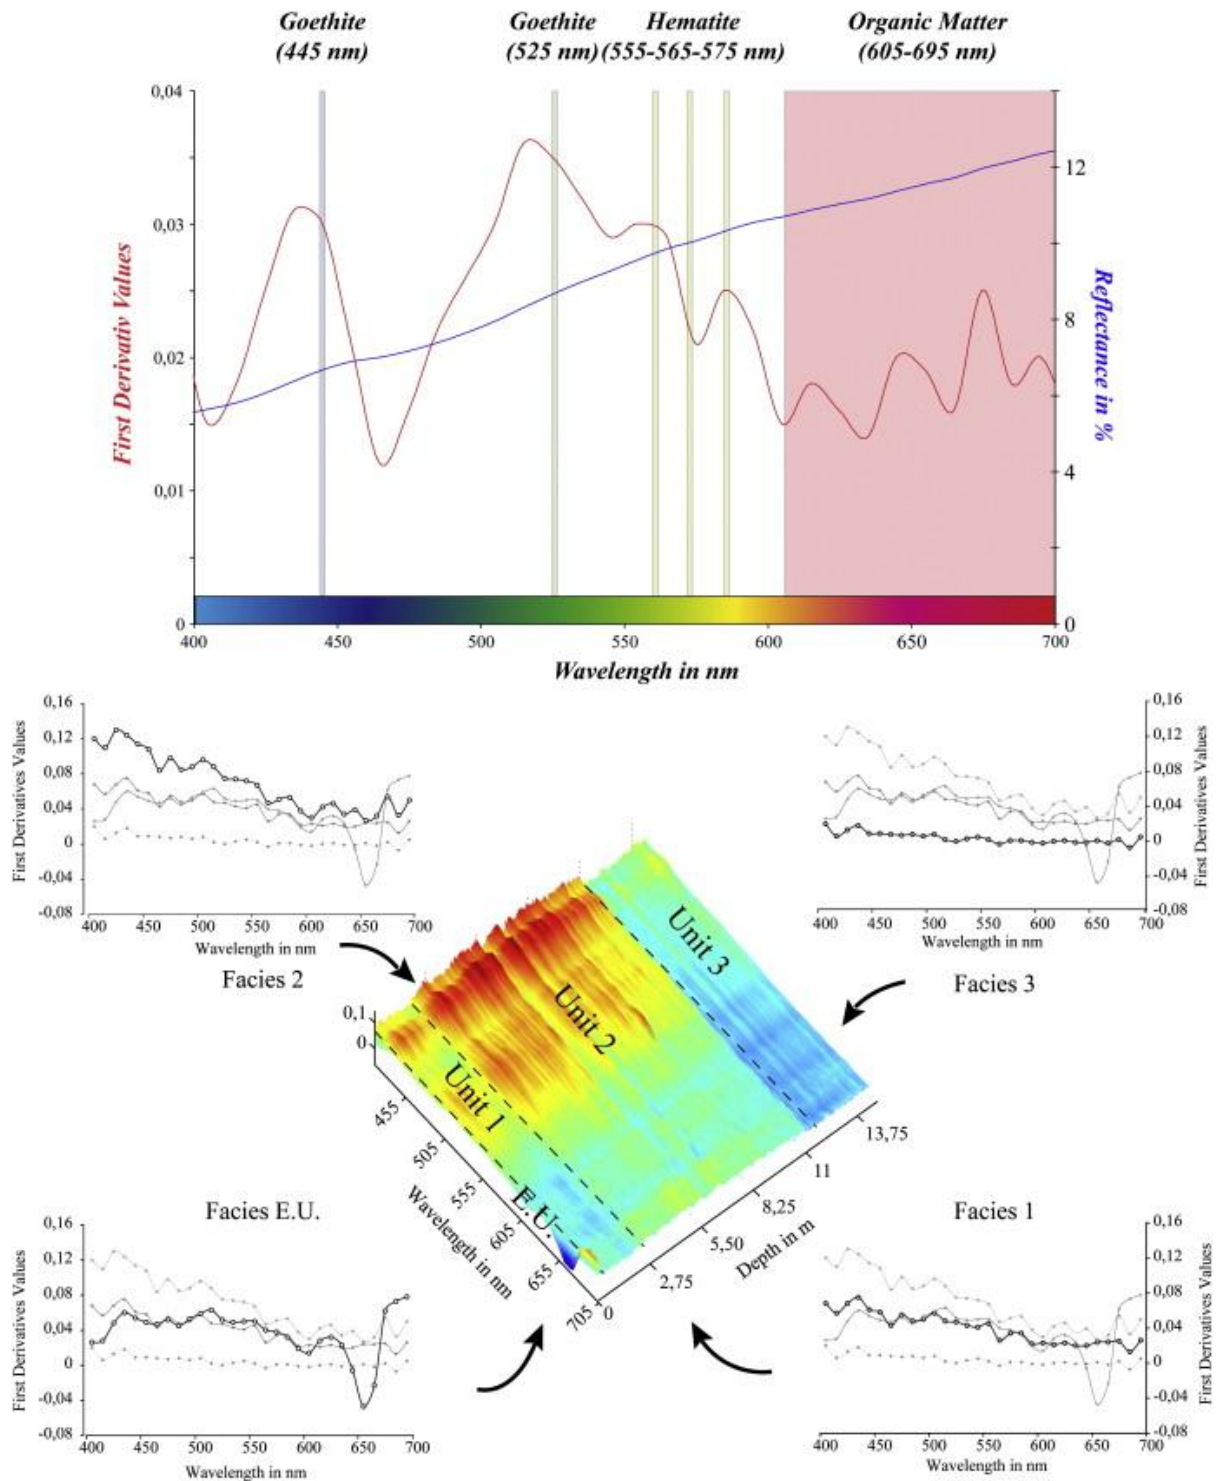 Goethite
(445 nm)
Goethite
(525 nm)
Hematite
(555-565-575 nm)
Organic Matter
(605-695 nm)
First Derivativ Values
0,04
0,03
0,02
0,01
0
Reflectance in %
12
8
4
0
400
450
500
550
600
650
700
Wavelength in nm
First Derivatives Values
0,16
0,12
0,08
0,04
0
-0,04
-0,08
400
450
500
550
600
650
700
Wavelength in nm
Facies 2
0,16
0,12
0,08
0,04
0
-0,04
-0,08
First Derivatives Values
400
450
500
550
600
650
700
Wavelength in nm
Facies 3
Unit 3
Unit 2
Unit 1
E.U.
0,1
0
455
505
555
605
655
705
Wavelength in nm
0
2,75
5,50
8,25
11
13,75
Depth in m
Facies E.U.
First Derivatives Values
0,16
0,12
0,08
0,04
0
-0,04
-0,08
400
450
500
550
600
650
700
Wavelength in nm
Facies 1
0,16
0,12
0,08
0,04
0
-0,04
-0,08
First Derivatives Values
400
450
500
550
600
650
700
Wavelength in nm